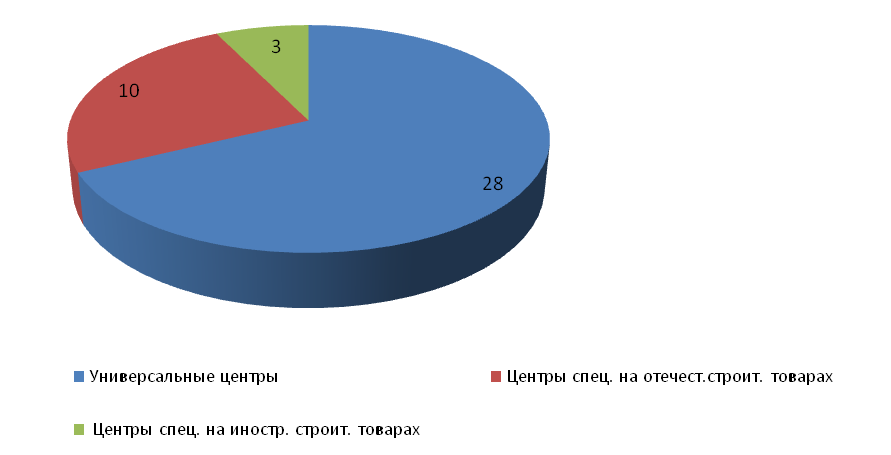 3
10
28
Универсальные центры
Центры спец. на отечест.строит. товарах
Центры спец. на иностр. строит. товарах